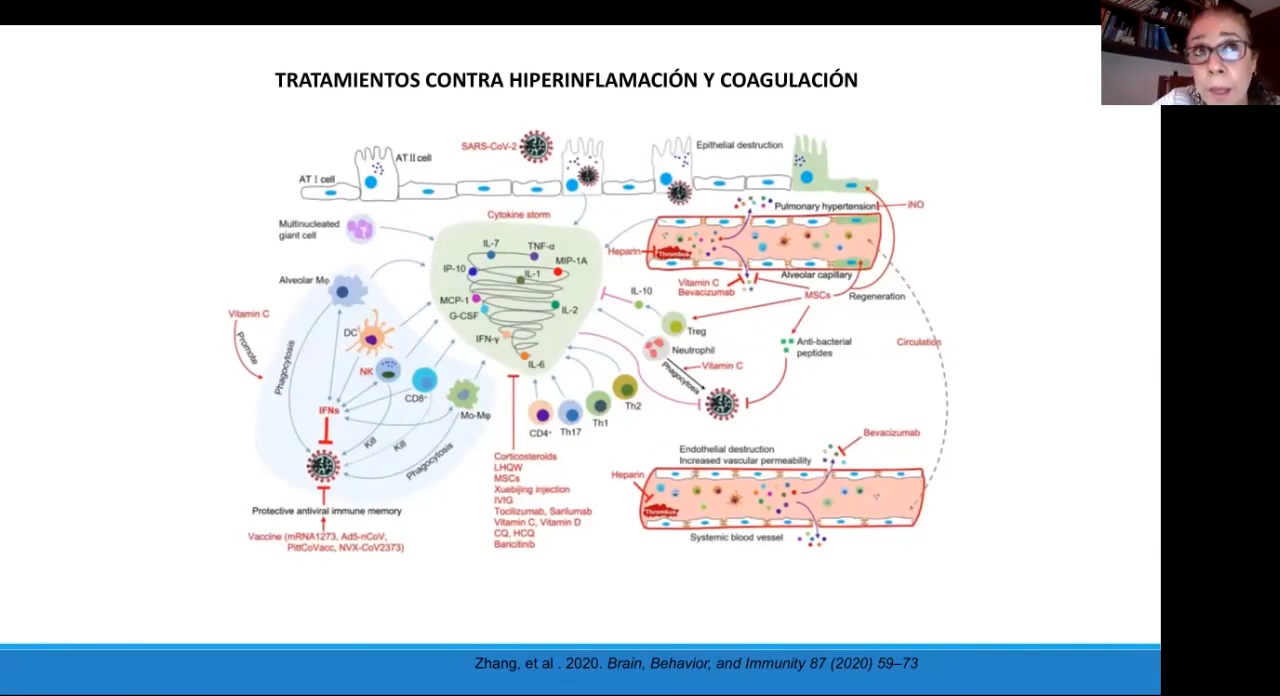 TRATAMIENTOS CONTRA HIPERINFLAMACIÓN Y COAGULACIÓN
SARS-CoV-2
Epithelial destruction
AT II cell
AT I cell
Pulmonary hypertension
iNO
Cytokine storm
Multinucleated
giant cell
IL-7
TNF-α
Heparin
Thrombus
MIP-1A
IP-10
IL-1
Alveolar capillary
Alveolar Mφ
Vitamin C
Bevacizumab
IL-10
MSCs
Regeneration
MCP-1
IL-2
G-CSF
Vitamin C
Promote
Phagocytosis
DC
IFN-γ
Treg
Neutrophil
Anti-bacterial
peptides
Circulation
IL-6
Vitamin C
Phagocytosis
NK
CD8+
IFNs
Mo-Mφ
Kill
Kill
Phagocytosis
CD4+
Th17
Th1
Th2
Bevacizumab
Endothelial destruction
Increased vascular permeability
Corticosteroids
LHQW
MSCs
Xuebijing injection
IVIG
Tocilizumab, Sarilumab
Vitamin C, Vitamin D
CQ, HCQ
Baricitinib
Heparin
Thrombus
Protective antiviral immune memory
Vaccine (mRNA1273, Ad5-nCoV,
PittCoVacc, NVX-CoV2373)
Systemic blood vessel
Zhang, et al . 2020. Brain, Behavior, and Immunity 87 (2020) 59–73